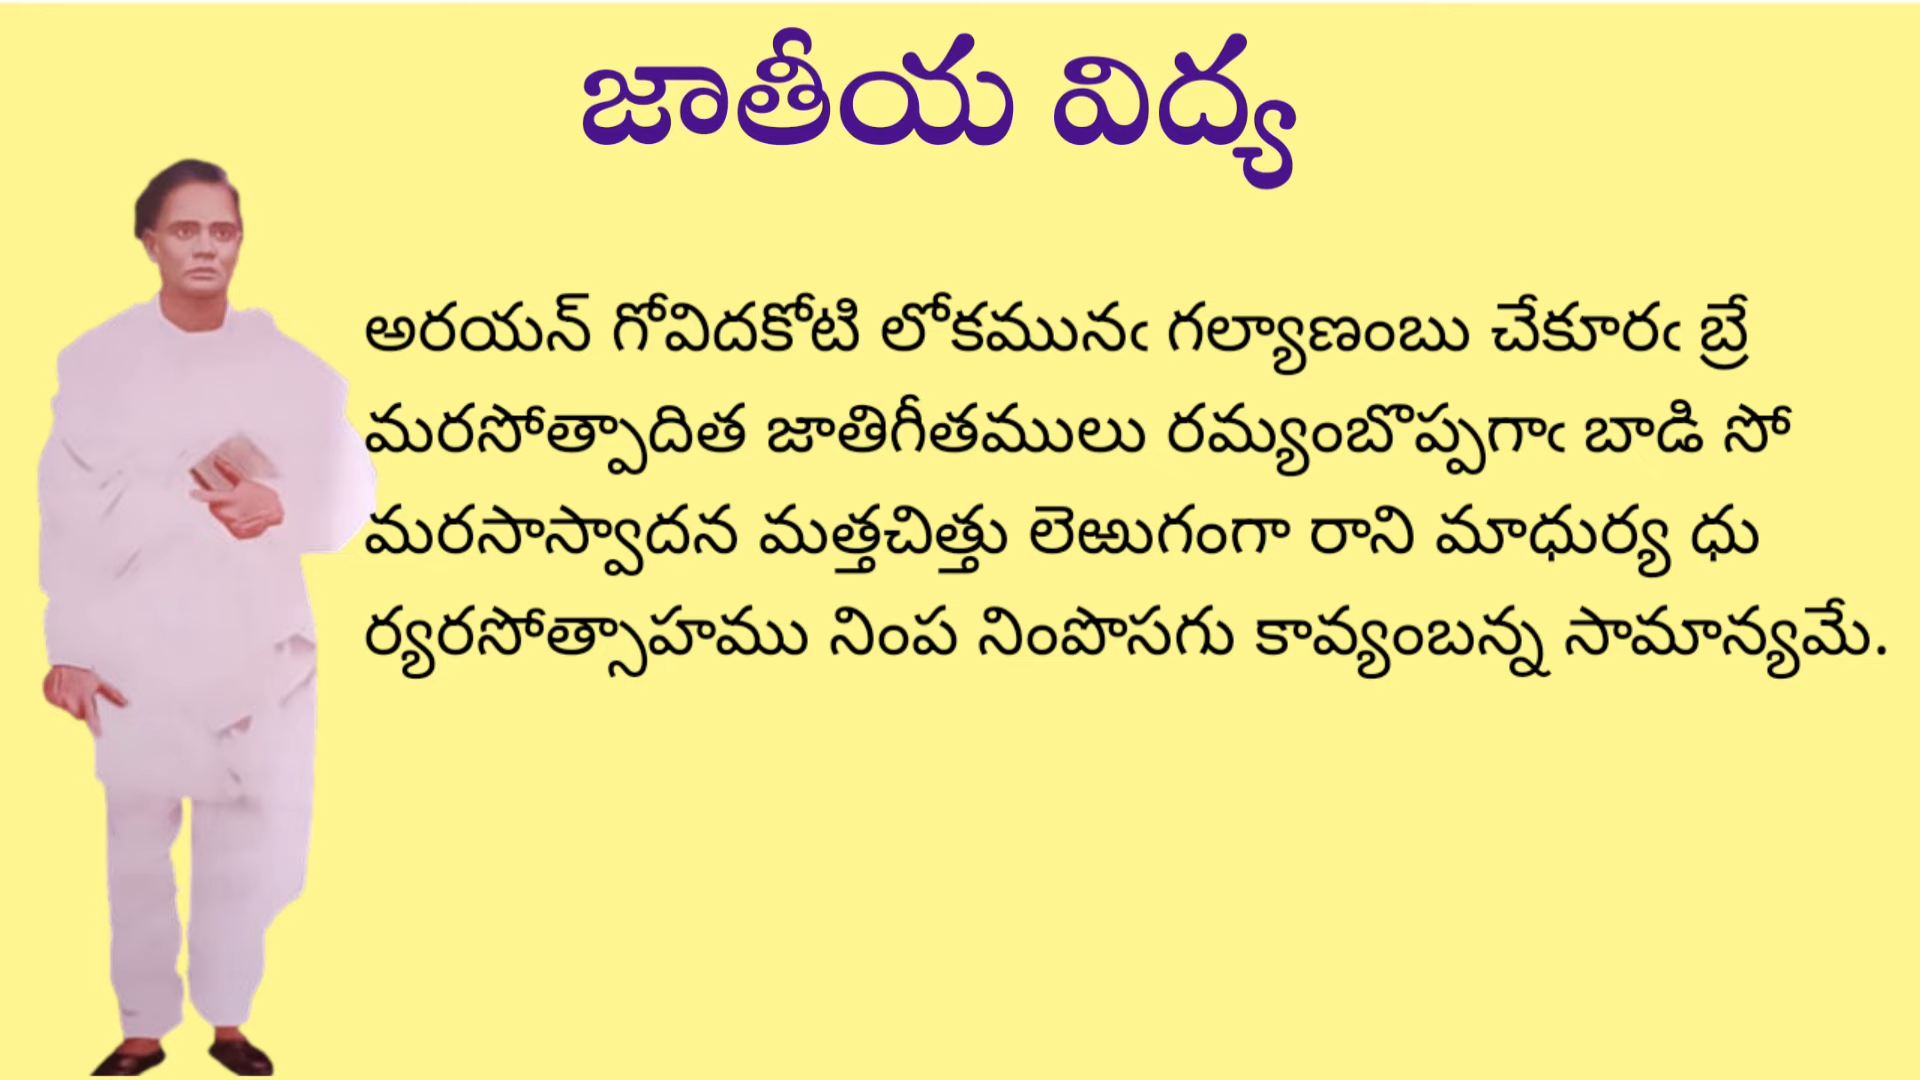 జాతీయ విద్య
అరయన్ గోవిదకోటి లోకమునఁ గల్యాణంబు చేకూరఁ బ్రే
మరసోత్పాదిత జాతిగీతములు రమ్యంబొప్పగాఁ బాడి సో
మరసాస్వాదన మత్తచిత్తు లెఱుగంగా రాని మాధుర్య ధు
ర్యరసోత్సాహము నింప నింపొసగు కావ్యంబన్న సామాన్యమే.